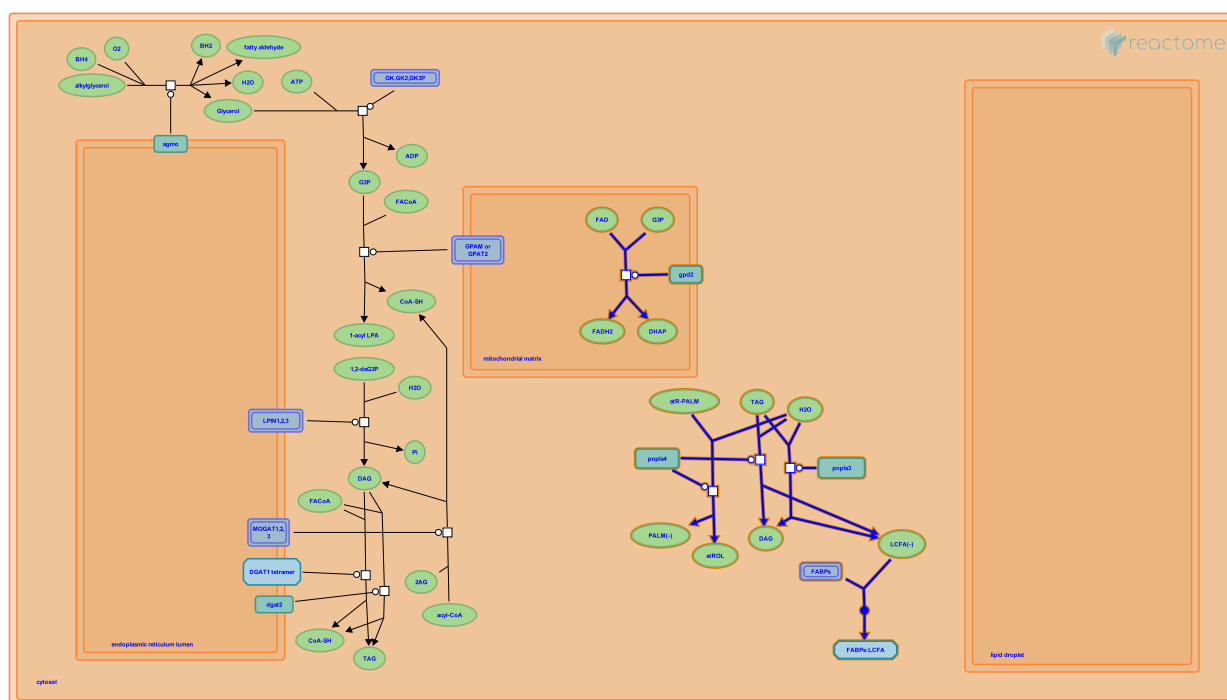 reactome
O2
BH2
fatty aldehyde
BH4
alkylglycerol
H2O
ATP
GK,GK2,GK3P
Glycerol
agmo
ADP
G3P
FACoA
GPAM or
GPAT2
CoA-SH
1-acyl LPA
FAD
G3P
gpd2
FADH2
DHAP
mitochondrial matrix
1,2-daG3P
H2O
LPIN1,2,3
Pi
DAG
FACoA
MOGAT1,2,
3
DGAT1 tetramer
dgat2
2AG
acyl-CoA
CoA-SH
TAG
atR-PALM
TAG
H2O
pnpla4
pnpla3
PALM(-)
atROL
DAG
LCFA(-)
FABPs
FABPs:LCFA
endoplasmic reticulum lumen
lipid droplet
cytosol